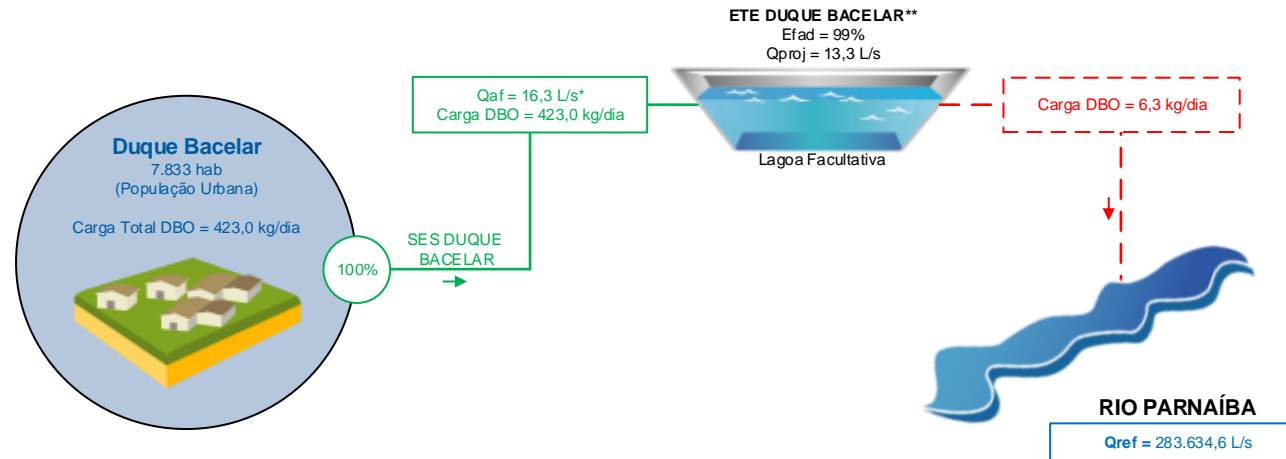 ETE DUQUE BACELAR**
Efad = 99%
Qproj = 13,3 L/s
Qaf = 16,3 L/s*
Carga DBO = 423,0 kg/dia
Carga DBO = 6,3 kg/dia
Lagoa Facultativa
Duque Bacelar
7.833 hab
(População Urbana)
Carga Total DBO = 423,0 kg/dia
100%
SES DUQUE
BACELAR
RIO PARNAÍBA
Qref = 283.634,6 L/s